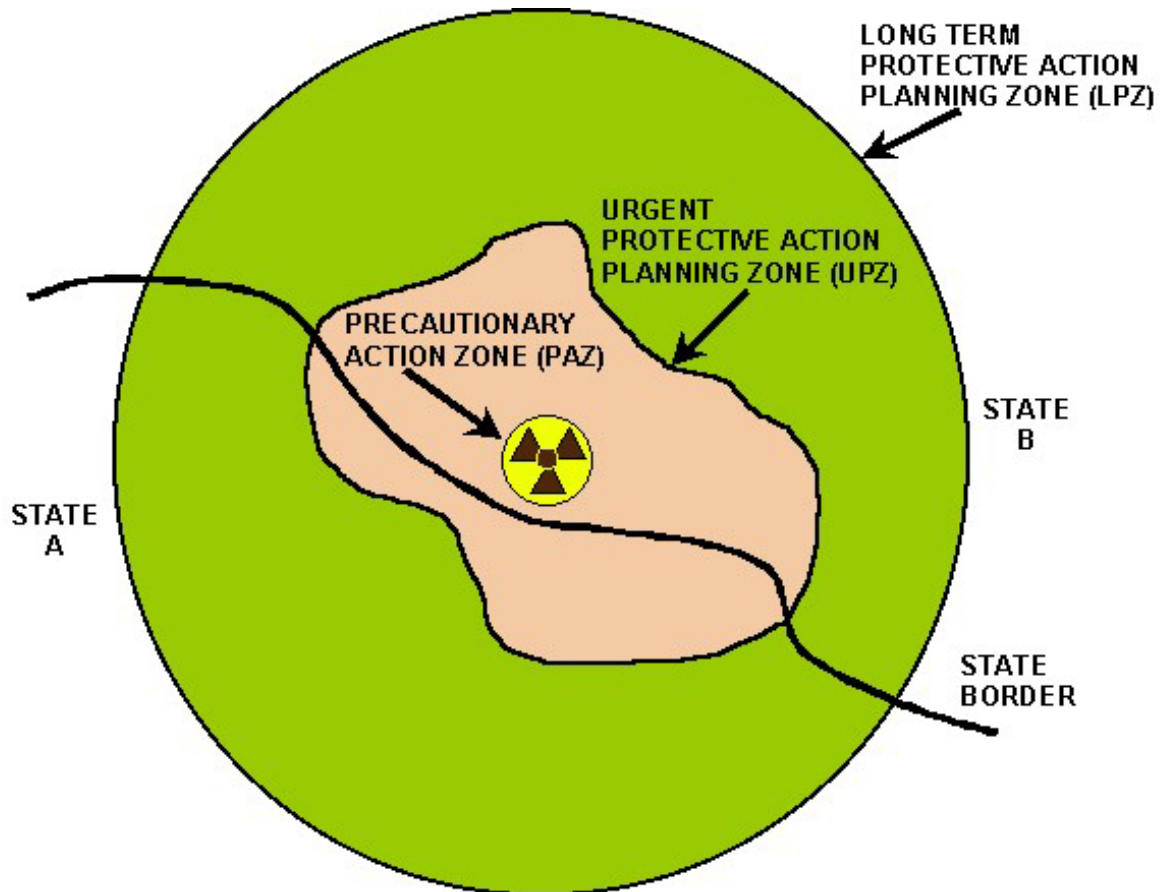 LONG TERM
PROTECTIVE ACTION
PLANNING ZONE (LPZ)
URGENT
PROTECTIVE ACTION
PLANNING ZONE (UPZ)
PRECAUTIONARY
ACTION ZONE (PAZ)
STATE
B
STATE
A
STATE
BORDER